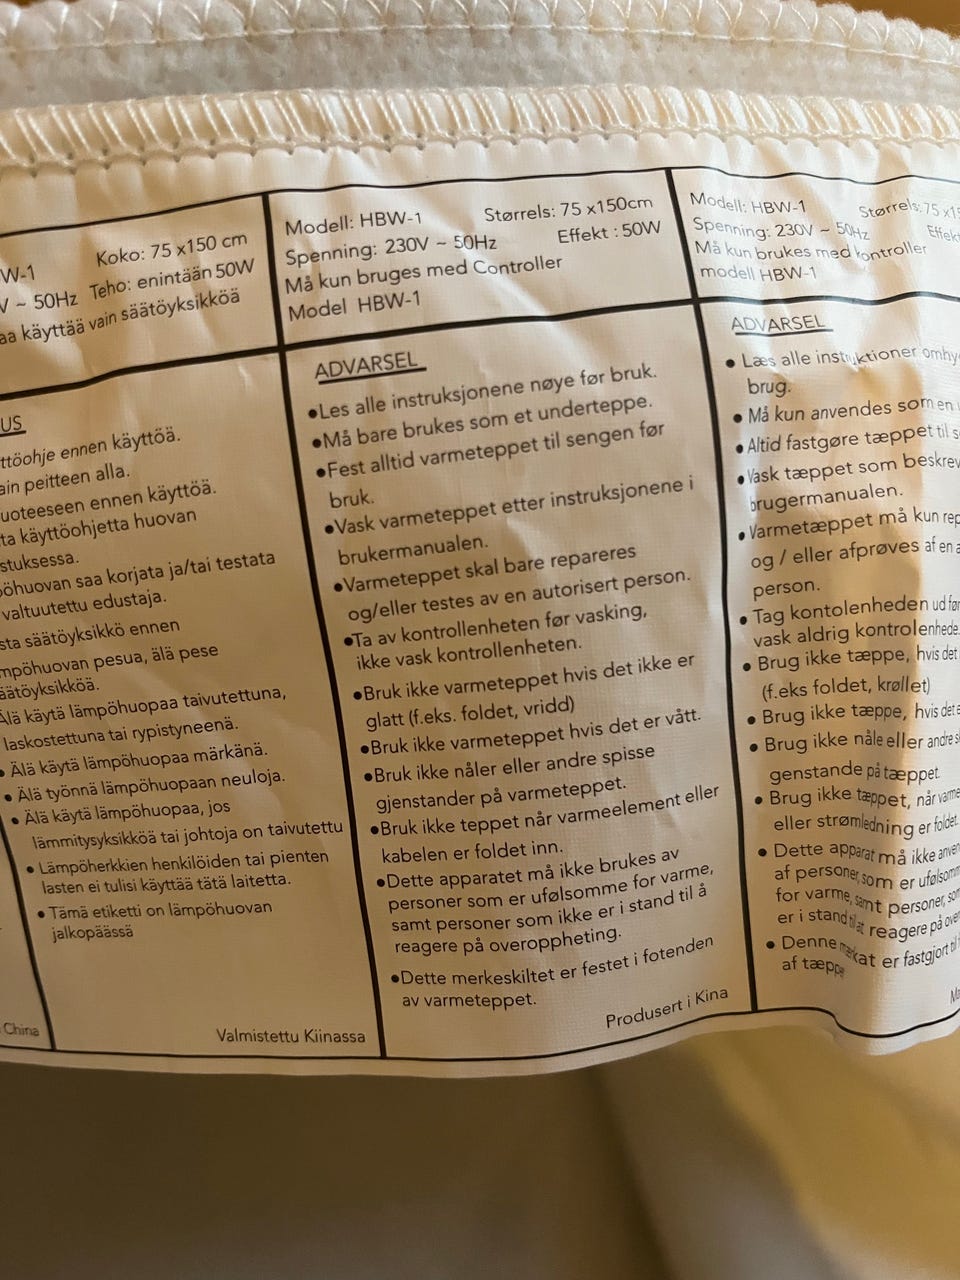 W-1
Koko: 75 x150 cm
V ~ 50Hz Teho: enintään 50W
aa käyttää vain säätöyksikköä
US
ttöohje ennen käyttöä.
ain peitteen alla.
uoteeseen ennen käyttöä.
ta käyttöohjetta huovan
stuksessa.
öhuovan saa korjata ja/tai testata
valtuutettu edustaja.
sta säätöyksikkö ennen
mpöhuovan pesua, älä pese
äätöyksikköä.
Älä käytä lämpöhuopaa taivutettuna,
laskostettuna tai rypistyneenä.
• Älä käytä lämpöhuopaa märkänä.
• Älä työnnä lämpöhuopaan neuloja.
• Älä käytä lämpöhuopaa, jos
lämmitysyksikköä tai johtoja on taivutettu
• Lämpöherkkien henkilöiden tai pienten
lasten ei tulisi käyttää tätä laitetta.
• Tämä etiketti on lämpöhuovan
jalkopäässä
China
Valmistettu Kiinassa
Modell: HBW-1 Størrels: 75 x150cm
Spenning: 230V ~ 50Hz Effekt : 50W
Må kun bruges med Controller
Model HBW-1
ADVARSEL
•Les alle instruksjonene nøye før bruk.
•Må bare brukes som et underteppe.
•Fest alltid varmeteppet til sengen før
bruk.
•Vask varmeteppet etter instruksjonene i
brukermanualen.
•Varmeteppet skal bare repareres
og/eller testes av en autorisert person.
•Ta av kontrollenheten før vasking,
ikke vask kontrollenheten.
•Bruk ikke varmeteppet hvis det ikke er
glatt (f.eks. foldet, vridd)
•Bruk ikke varmeteppet hvis det er vått.
•Bruk ikke nåler eller andre spisse
gjenstander på varmeteppet.
•Bruk ikke teppet når varmeelement eller
kabelen er foldet inn.
•Dette apparatet må ikke brukes av
personer som er ufølsomme for varme,
samt personer som ikke er i stand til å
reagere på overoppheting.
•Dette merkeskiltet er festet i fotenden
av varmeteppet.
Produsert i Kina
Modell: HBW-1 Størrels: 75 x15
Spenning: 230V ~ 50Hz Effekt
Må kun brukes med kontroller
modell HBW-1
ADVARSEL
• Læs alle instruktioner omhy
brug.
• Må kun anvendes som en
• Altid fastgøre tæppet til s
• Vask tæppet som beskrev
brugermanualen.
• Varmetæppet må kun rep
og / eller afprøves af en a
person.
• Tag kontolenheden ud før
vask aldrig kontrolenhede.
• Brug ikke tæppe, hvis det
(f.eks foldet, krøllet)
• Brug ikke tæppe, hvis det e
• Brug ikke nåle eller andre s
genstande på tæppet.
• Brug ikke tæppet, når varme
eller strømledning er foldet.
• Dette apparat må ikke anven
af personer, som er ufølsomm
for varme, samt personer, som
er i stand til at reagere på over
• Denne mærkat er fastgjort til f
af tæppe
Ma